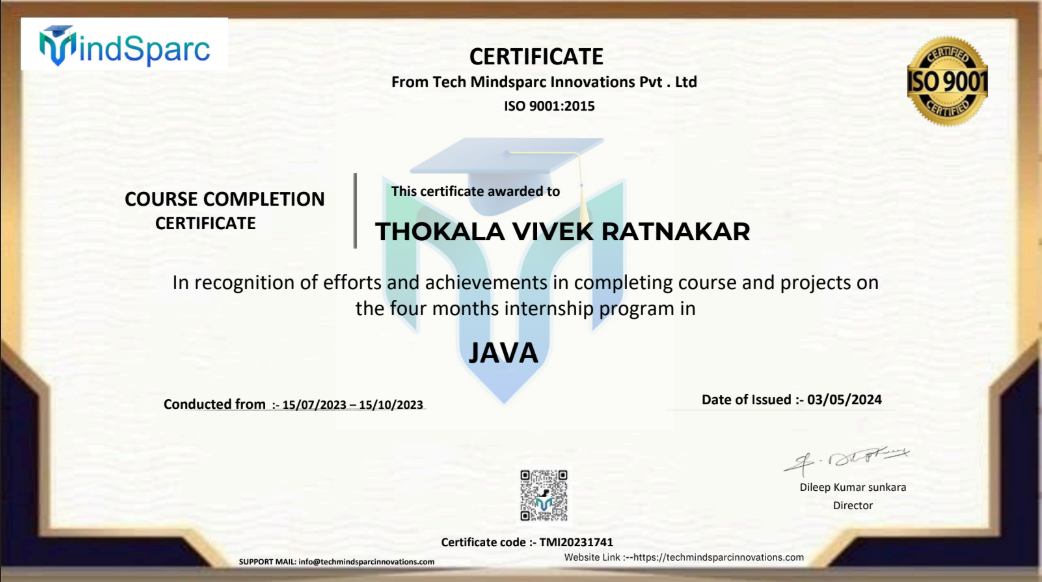 MindSparc
CERTIFICATE
From Tech Mindsparc Innovations Pvt . Ltd
ISO 9001:2015
CERTIFIED
ISO 9001
CERTIFIED
COURSE COMPLETION
CERTIFICATE
This certificate awarded to
THOKALA VIVEK RATNAKAR
In recognition of efforts and achievements in completing course and projects on
the four months internship program in
JAVA
Conducted from :- 15/07/2023 – 15/10/2023
Date of Issued :- 03/05/2024
Dileep Kumar sunkara
Director
Certificate code :- TMI20231741
SUPPORT MAIL: info@techmindsparcinnovations.com
Website Link :--https://techmindsparcinnovations.com